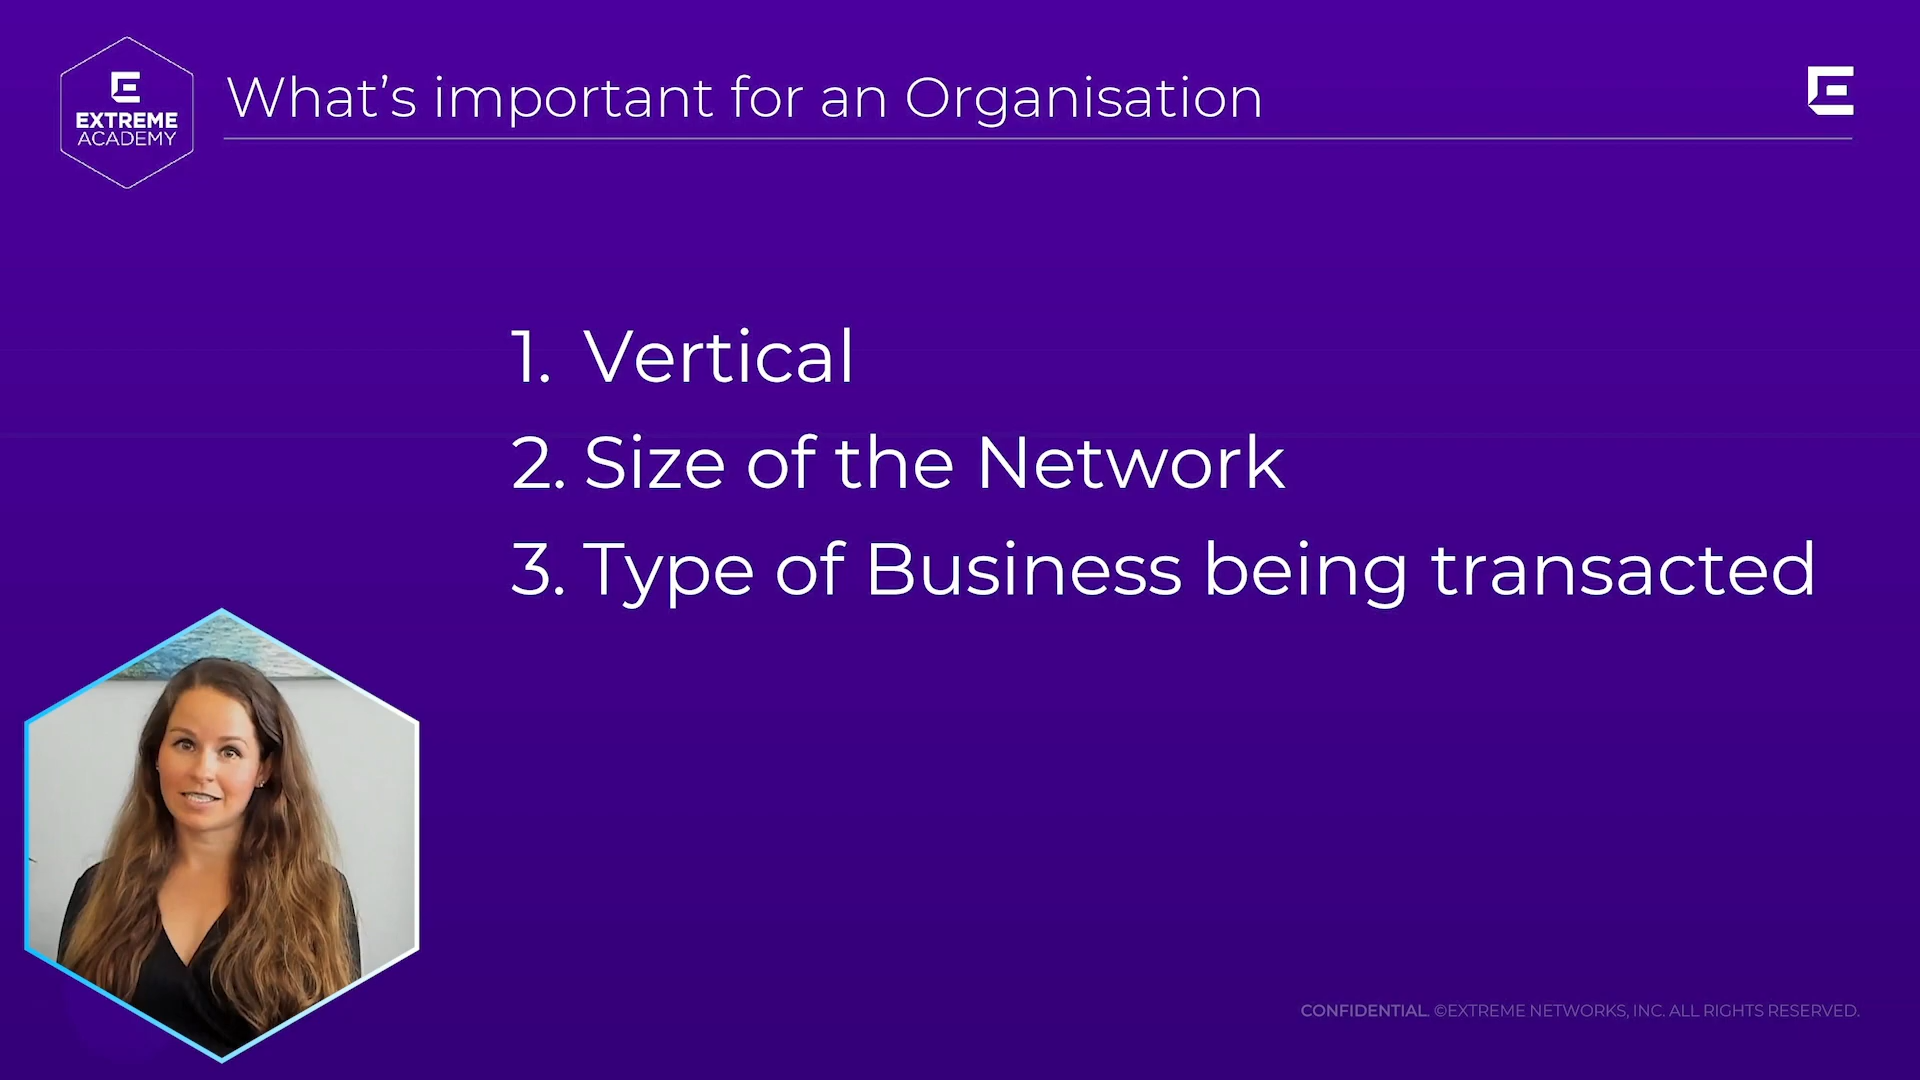 EXTREME
ACADEMY
What’s important for an Organisation
1. Vertical
2. Size of the Network
3. Type of Business being transacted
CONFIDENTIAL. ©EXTREME NETWORKS, INC. ALL RIGHTS RESERVED.